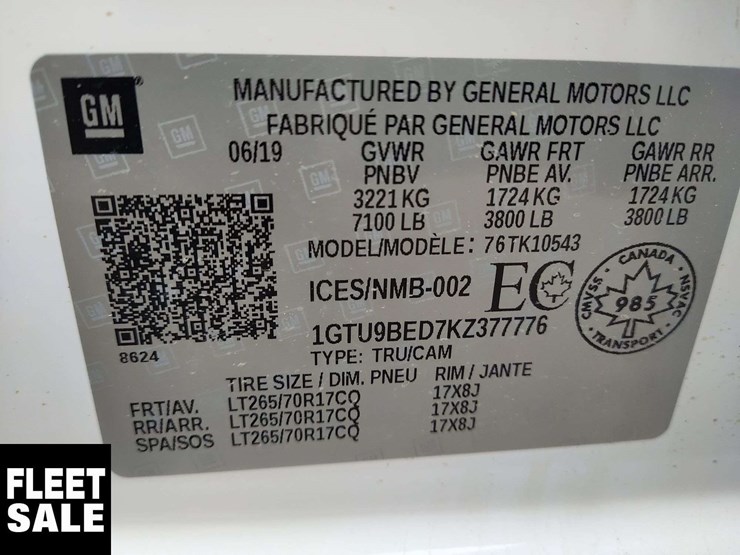 GM
MANUFACTURED BY GENERAL MOTORS LLC
FABRIQUÉ PAR GENERAL MOTORS LLC
06/19 GVWR GAWR FRT GAWR RR
PNBV PNBE AV. PNBE ARR.
3221 KG 1724 KG 1724 KG
7100 LB 3800 LB 3800 LB
MODEL/MODÈLE: 76TK10543
ICES/NMB-002 EC
CANADA
CMVSS 985 NSVAC
TRANSPORT
1GTU9BED7KZ377776
8624
TYPE: TRU/CAM
TIRE SIZE / DIM. PNEU RIM / JANTE
FRT/AV. LT265/70R17CQ 17X8J
RR/ARR. LT265/70R17CQ 17X8J
SPA/SOS LT265/70R17CQ 17X8J
FLEET
SALE